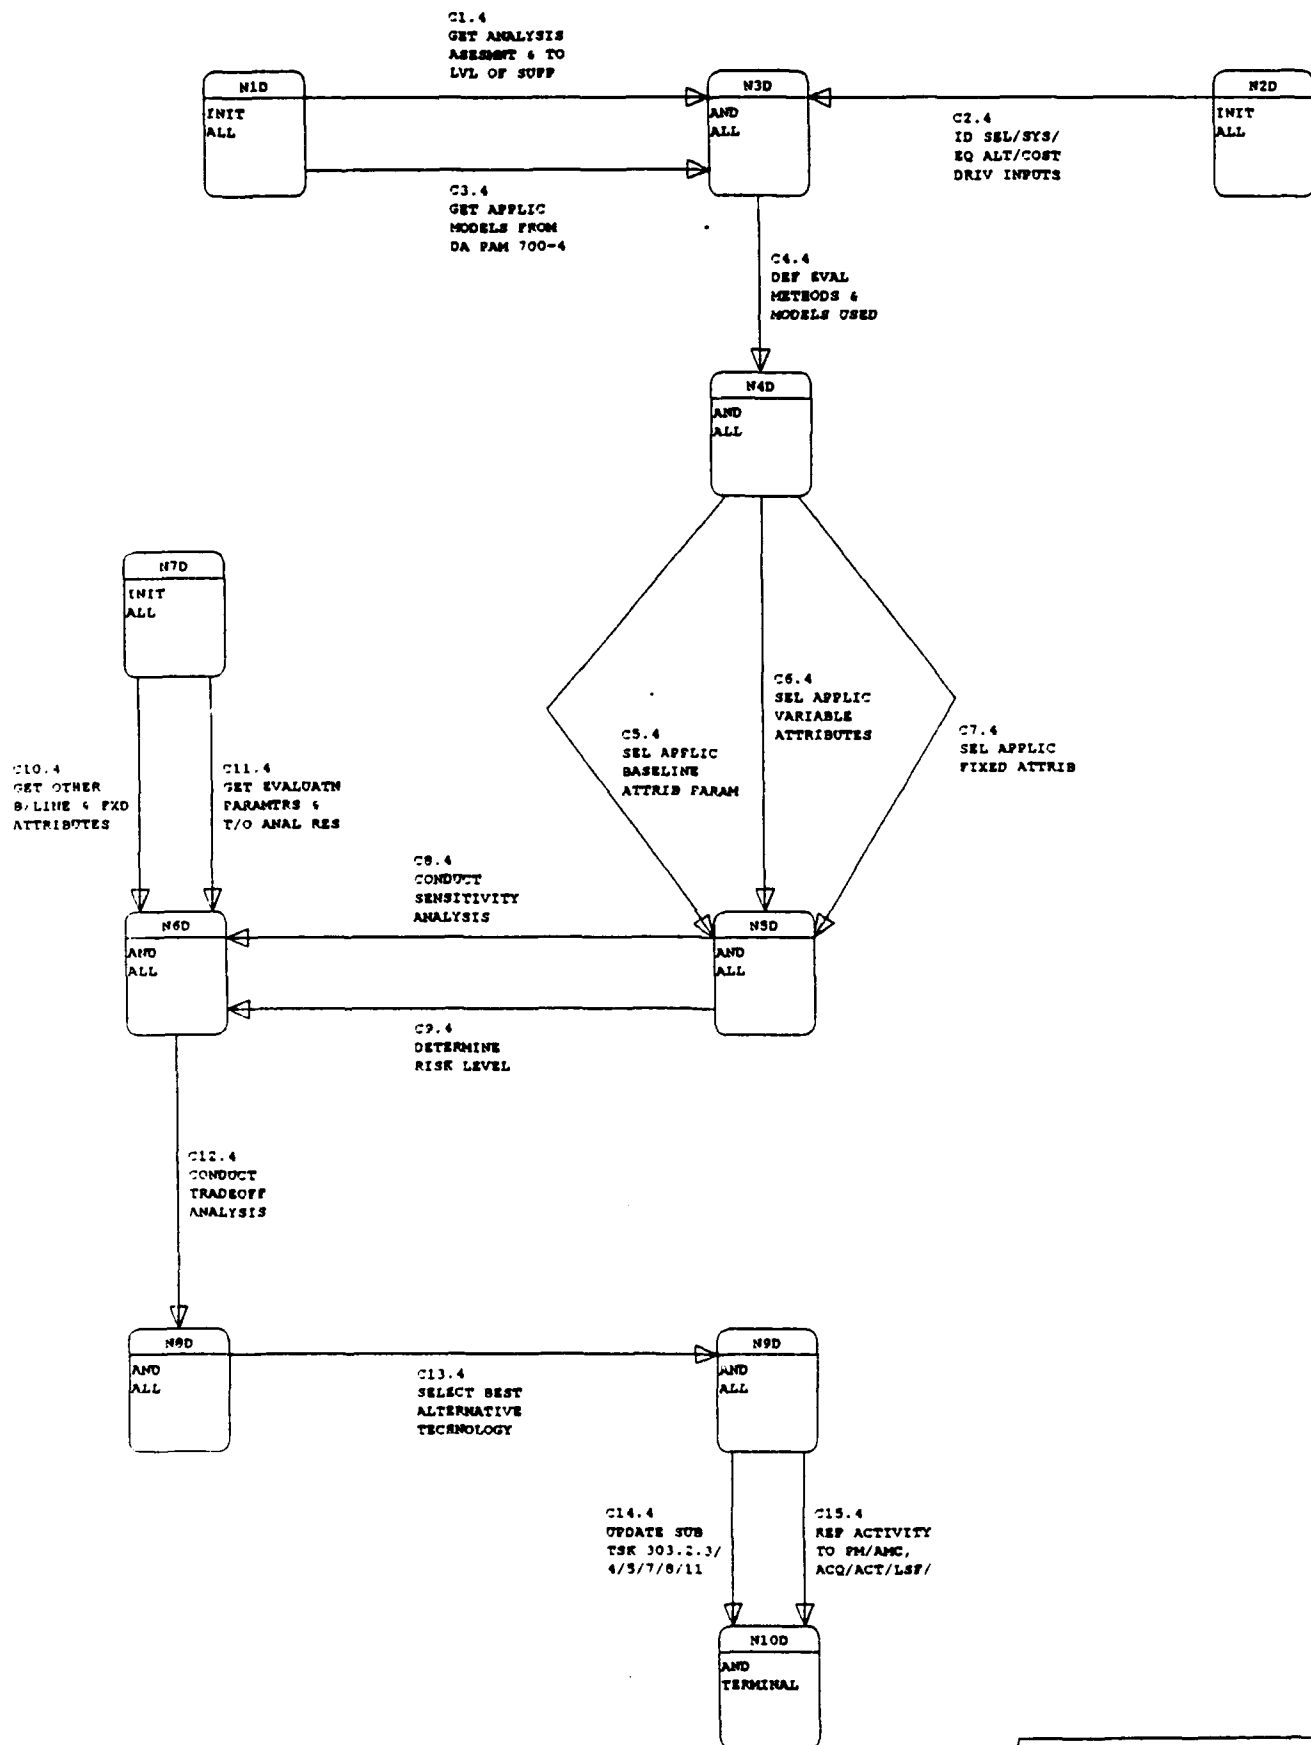 C1.4
GET ANALYSIS
ASESMNT & TO
LVL OF SUPP
N1D
INIT
ALL
N3D
AND
ALL
N2D
INIT
ALL
C2.4
ID SEL/SYS/
EQ ALT/COST
DRIV INPUTS
C3.4
GET APPLIC
MODELS FROM
DA PAM 700-4
C4.4
DEF EVAL
METHODS &
MODELS USED
N4D
AND
ALL
N7D
INIT
ALL
C6.4
SEL APPLIC
VARIABLE
ATTRIBUTES
C5.4
SEL APPLIC
BASELINE
ATTRIB PARAM
C7.4
SEL APPLIC
FIXED ATTRIB
C10.4
GET OTHER
B/LINE & FXD
ATTRIBUTES
C11.4
GET EVALUATN
PARAMTRS &
T/O ANAL RES
C8.4
CONDUCT
SENSITIVITY
ANALYSIS
N6D
AND
ALL
N5D
AND
ALL
C9.4
DETERMINE
RISK LEVEL
C12.4
CONDUCT
TRADEOFF
ANALYSIS
N8D
AND
ALL
N9D
AND
ALL
C13.4
SELECT BEST
ALTERNATIVE
TECHNOLOGY
C14.4
UPDATE SUB
TSK 303.2.3/
4/5/7/8/11
C15.4
REF ACTIVITY
TO PM/AMC,
ACQ/ACT/LSF/
N10D
AND
TERMINAL